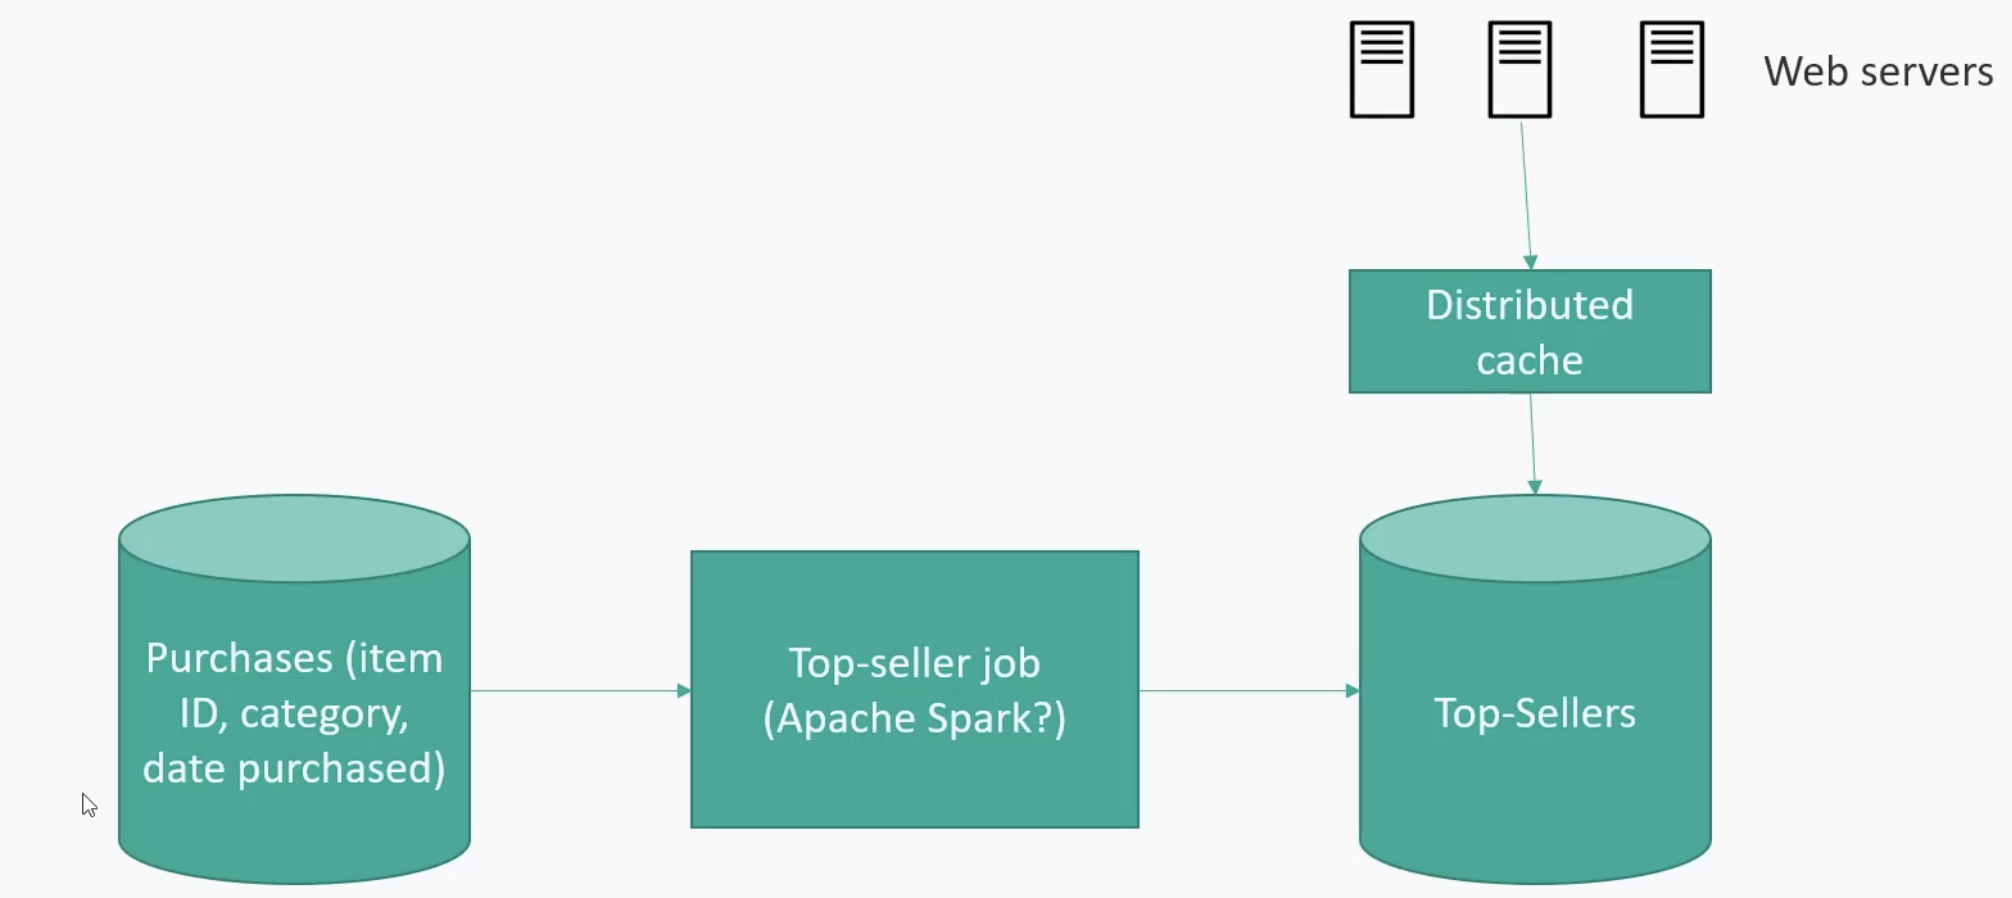 Web servers
Distributed
cache
Purchases (item
ID, category,
date purchased)
Top-seller job
(Apache Spark?)
Top-Sellers